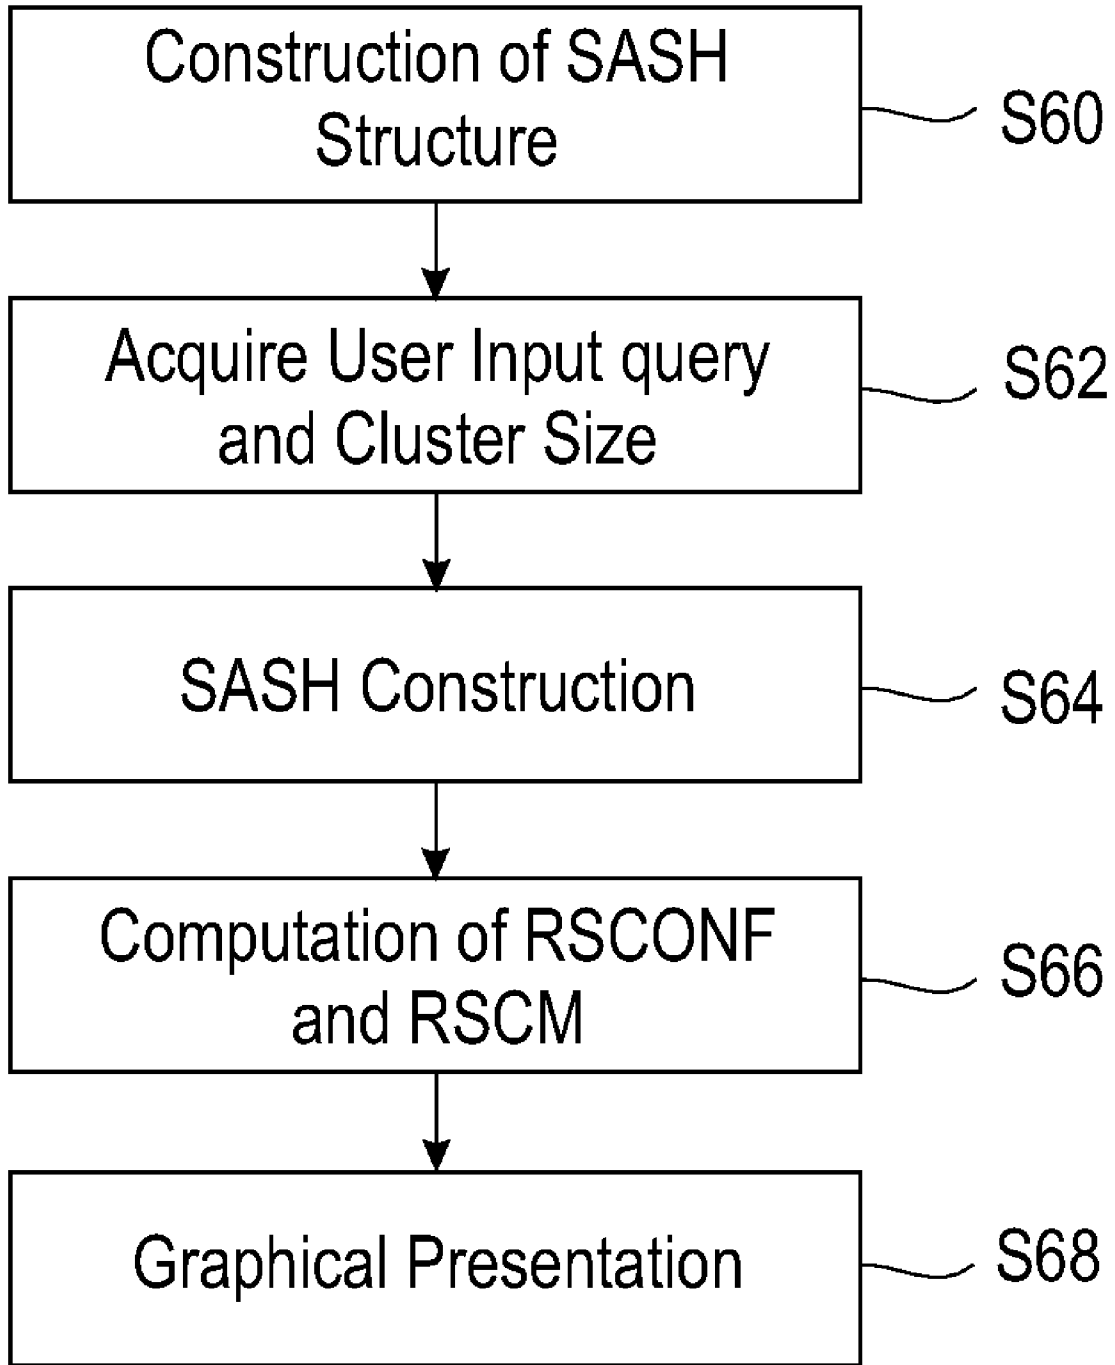 Construction of SASH
Structure
S60
Acquire User Input query
and Cluster Size
S62
SASH Construction
S64
Computation of RSCONF
and RSCM
S66
Graphical Presentation
S68